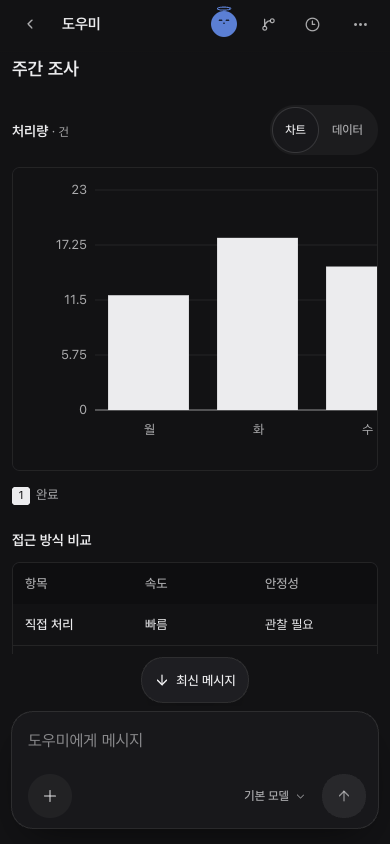 도우미
주간 조사
처리량 · 건
차트 데이터
23
17.25
11.5
5.75
0
월 화 수
1 완료
접근 방식 비교
항목 속도 안정성
직접 처리 빠름 관찰 필요
최신 메시지
도우미에게 메시지
기본 모델